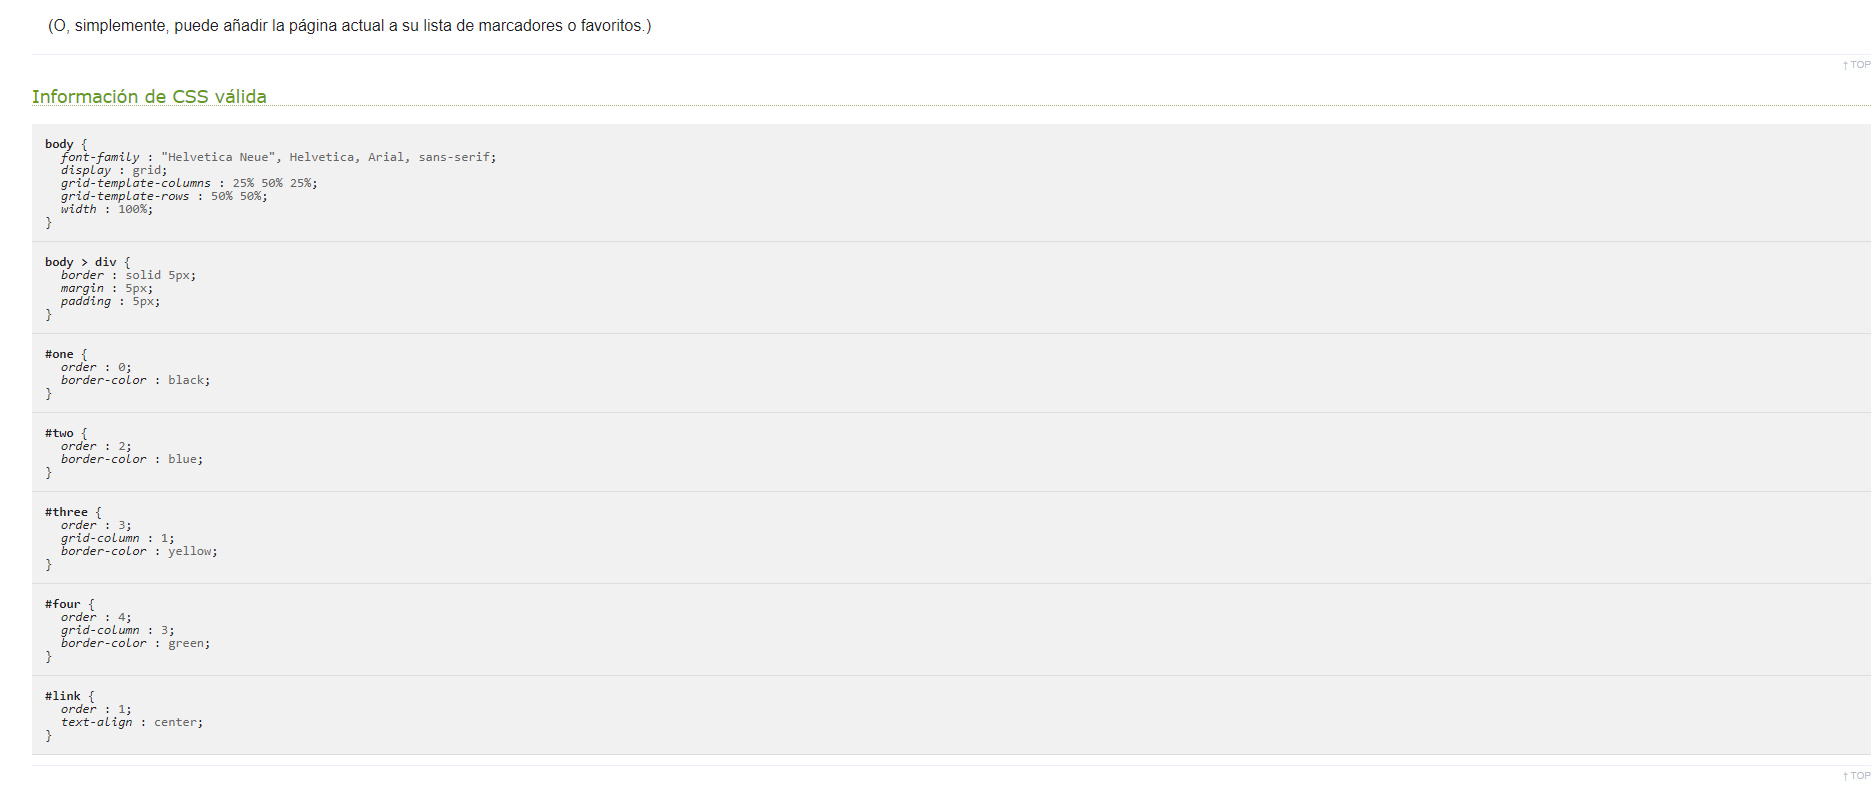 (O, simplemente, puede añadir la página actual a su lista de marcadores o favoritos.)
↑ TOP
Información de CSS válida
body {
font-family : "Helvetica Neue", Helvetica, Arial, sans-serif;
display : grid;
grid-template-columns : 25% 50% 25%;
grid-template-rows : 50% 50%;
width : 100%;
}
body > div {
border : solid 5px;
margin : 5px;
padding : 5px;
}
#one {
order : 0;
border-color : black;
}
#two {
order : 2;
border-color : blue;
}
#three {
order : 3;
grid-column : 1;
border-color : yellow;
}
#four {
order : 4;
grid-column : 3;
border-color : green;
}
#link {
order : 1;
text-align : center;
}
↑ TOP